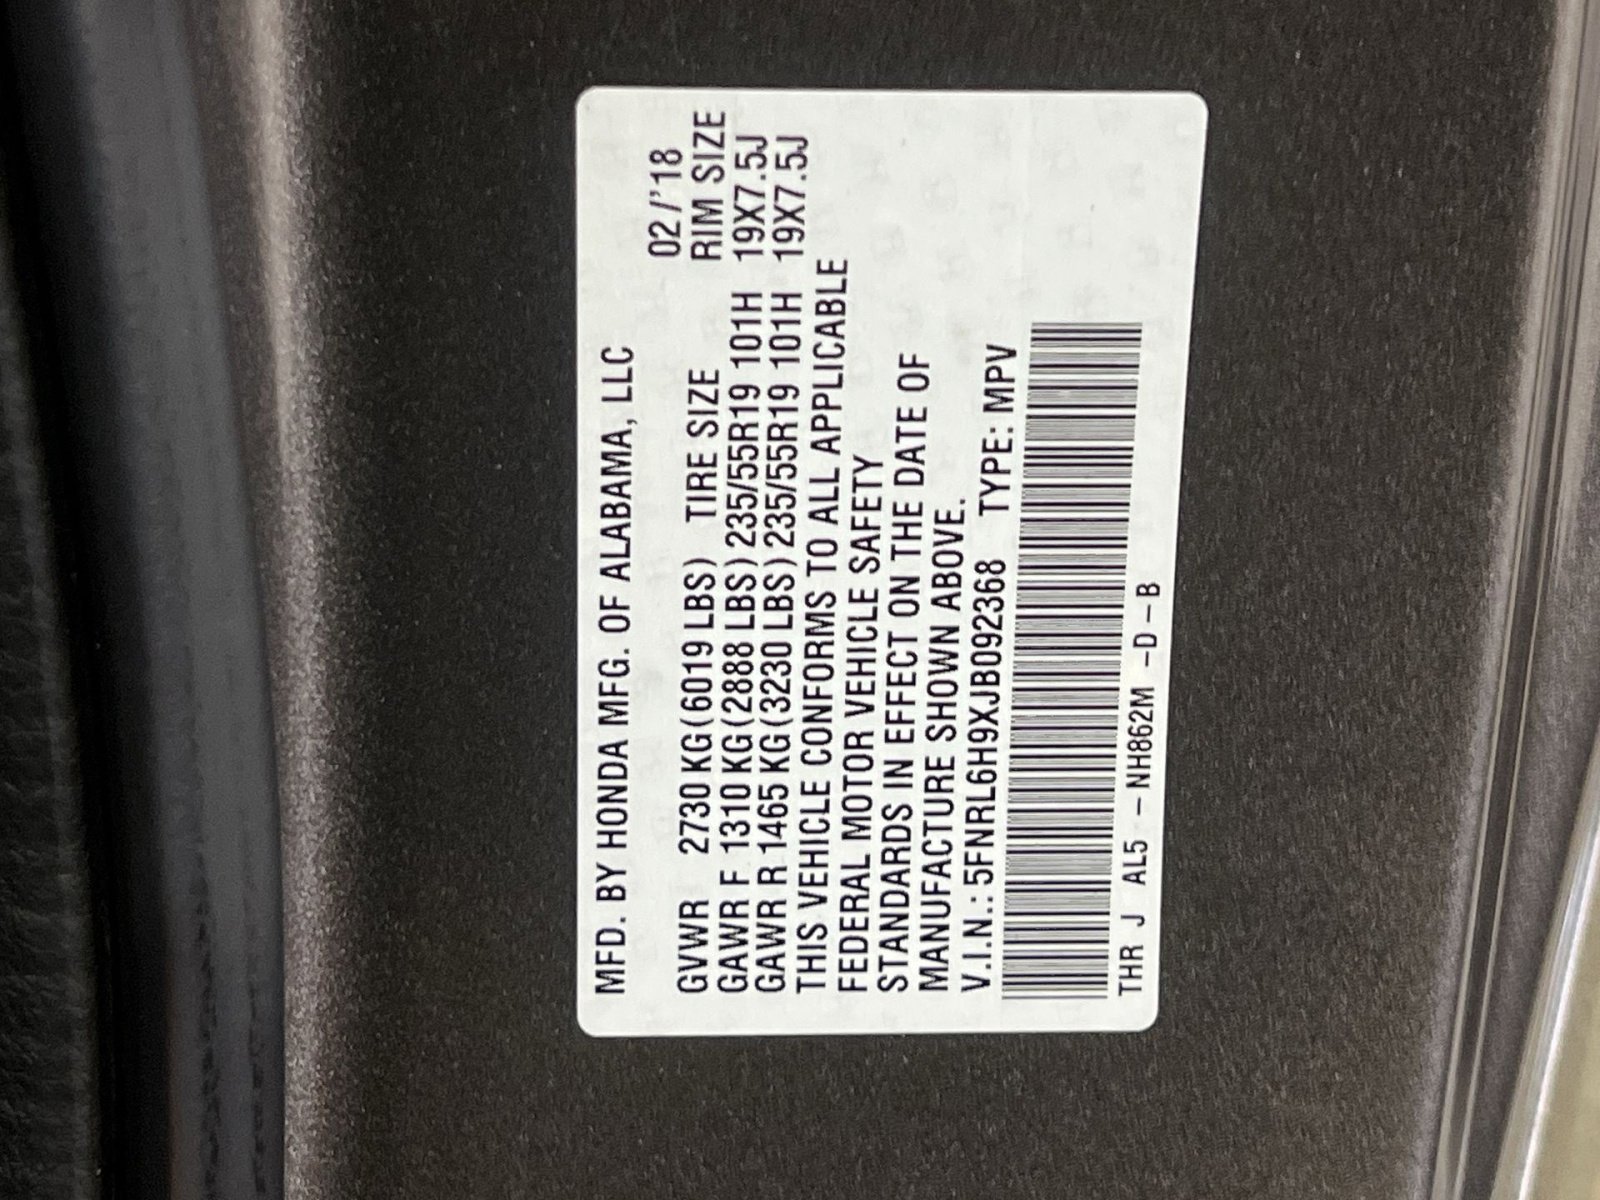 MFD. BY HONDA MFG. OF ALABAMA, LLC
02/'18
GVWR 2730 KG(6019 LBS) TIRE SIZE RIM SIZE
GAWR F 1310 KG(2888 LBS) 235/55R19 101H 19X7.5J
GAWR R 1465 KG(3230 LBS) 235/55R19 101H 19X7.5J
THIS VEHICLE CONFORMS TO ALL APPLICABLE
FEDERAL MOTOR VEHICLE SAFETY
STANDARDS IN EFFECT ON THE DATE OF
MANUFACTURE SHOWN ABOVE.
V.I.N.: 5FNRL6H9XJB092368 TYPE: MPV
THR J AL5 – NH862M –D – B